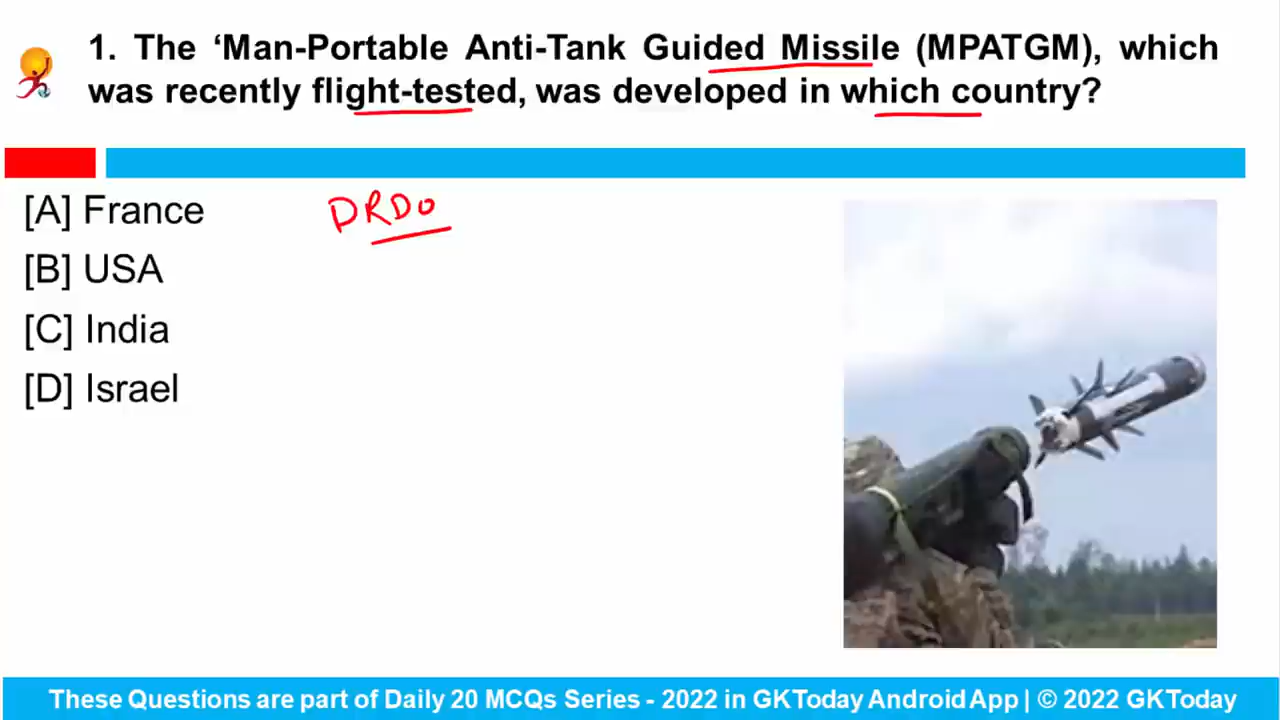 1. The ‘Man-Portable Anti-Tank Guided Missile (MPATGM), which
was recently flight-tested, was developed in which country?
[A] France
DRDO
[B] USA
[C] India
[D] Israel
These Questions are part of Daily 20 MCQs Series - 2022 in GKToday Android App | © 2022 GKToday